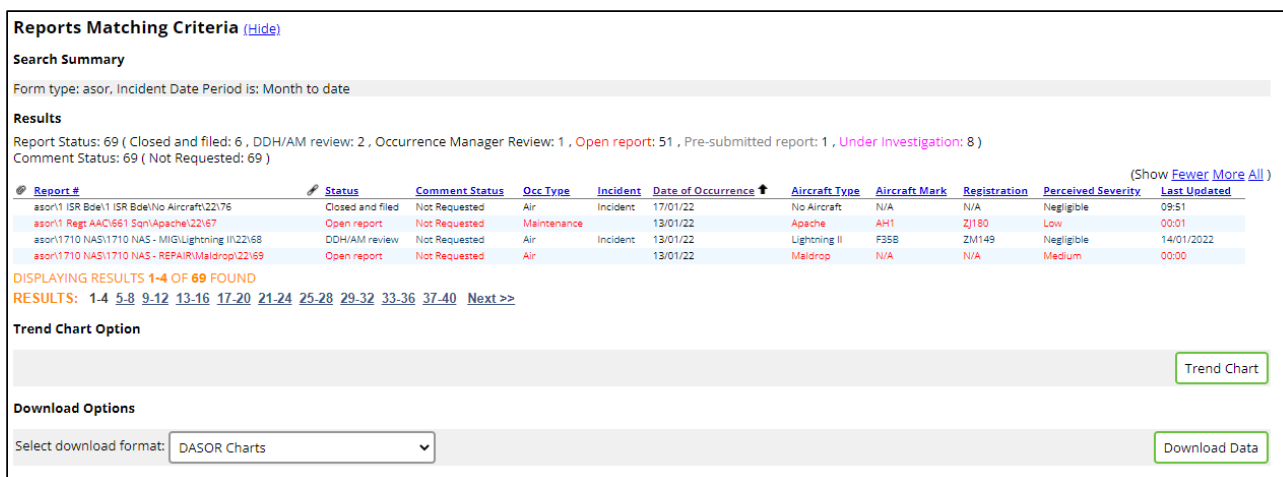 Reports Matching Criteria (Hide)
Search Summary
Form type: asor, Incident Date Period is: Month to date
Results
Report Status: 69 ( Closed and filed: 6 , DDH/AM review: 2 , Occurrence Manager Review: 1 , Open report: 51 , Pre-submitted report: 1 , Under Investigation: 8 )
Comment Status: 69 ( Not Requested: 69 )
(Show Fewer More All )
Report # Status Comment Status Occ Type Incident Date of Occurrence Aircraft Type Aircraft Mark Registration Perceived Severity Last Updated
asor\1 ISR Bde\1 ISR Bde\No Aircraft\22\76 Closed and filed Not Requested Air Incident 17/01/22 No Aircraft N/A N/A Negligible 09:51
asor\1 Regt AAC\661 Sqn\Apache\22\67 Open report Not Requested Maintenance 13/01/22 Apache AH1 ZJ180 Low 00:01
asor\1710 NAS\1710 NAS - MIG\Lightning II\22\68 DDH/AM review Not Requested Air Incident 13/01/22 Lightning II F35B ZM149 Negligible 14/01/2022
asor\1710 NAS\1710 NAS - REPAIR\Maldrop\22\69 Open report Not Requested Air 13/01/22 Maldrop N/A N/A Medium 00:00
DISPLAYING RESULTS 1-4 OF 69 FOUND
RESULTS: 1-4 5-8 9-12 13-16 17-20 21-24 25-28 29-32 33-36 37-40 Next >>
Trend Chart Option
Trend Chart
Download Options
Select download format: DASOR Charts
Download Data